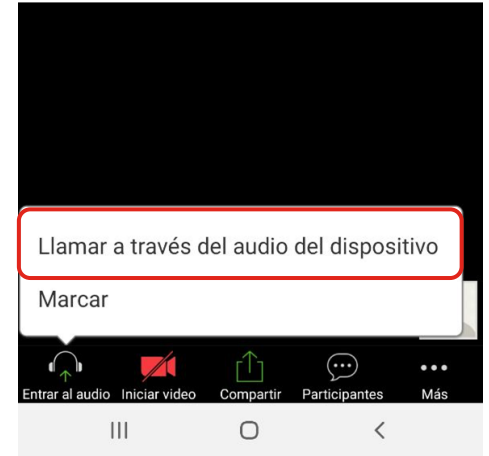 Llamar a través del audio del dispositivo
Marcar
Entrar al audio Iniciar video Compartir Participantes Más